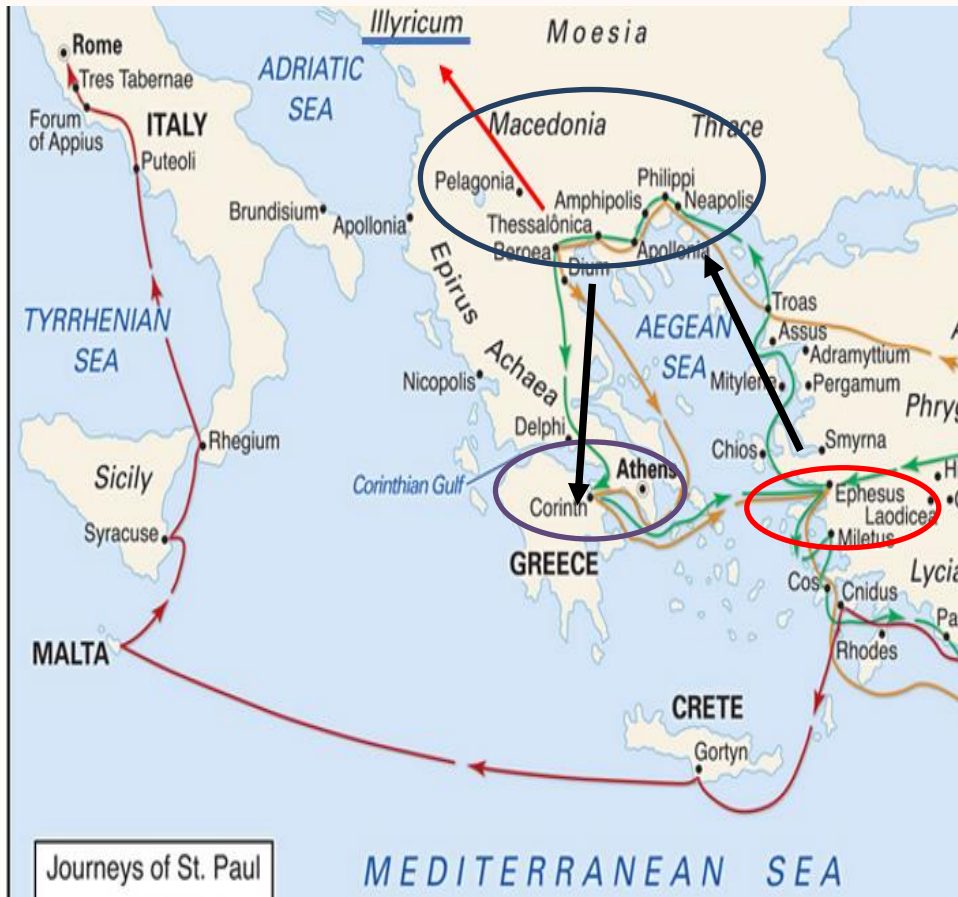 Illyricum
Moesia
Rome
Tres Tabernae
ADRIATIC
SEA
Forum
of Appius
ITALY
Macedonia
Thrace
Puteoli
Pelagonia
Philippi
Amphipolis
Neapolis
Brundisium
Apollonia
Thessalônica
Beroea
Apollonia
Dium
Epirus
TYRRHENIAN
SEA
AEGEAN
SEA
Troas
Assus
Adramyttium
Achaea
Mitylene
Pergamum
Nicopolis
Phryg
Delphi
Chios
Smyrna
Rhegium
Sicily
Corinthian Gulf
Athens
H
Corinth
Ephesus
Laodicea
Syracuse
GREECE
Miletus
Cos
Lycia
Cnidus
Pa
MALTA
Rhodes
CRETE
Gortyn
Journeys of St. Paul
MEDITERRANEAN SEA